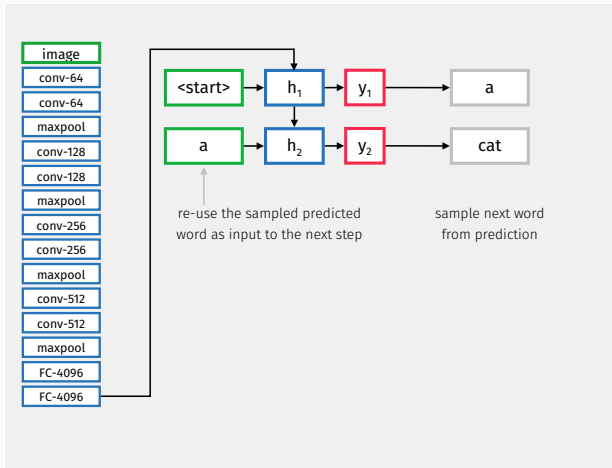 image
conv-64
conv-64
maxpool
conv-128
conv-128
maxpool
conv-256
conv-256
maxpool
conv-512
conv-512
maxpool
FC-4096
FC-4096
<start> h₁ y₁ a
a h₂ y₂ cat
re-use the sampled predicted
word as input to the next step
sample next word
from prediction